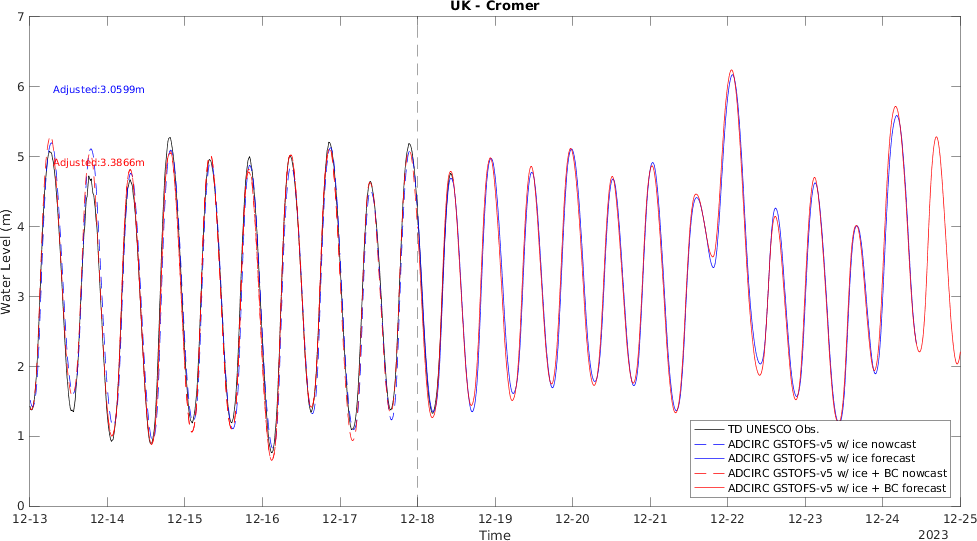 UK - Cromer
7
6
5
4
3
2
1
0
Water Level (m)
Adjusted:3.0599m
Adjusted:3.3866m
TD UNESCO Obs.
ADCIRC GSTOFS-v5 w/ ice nowcast
ADCIRC GSTOFS-v5 w/ ice forecast
ADCIRC GSTOFS-v5 w/ ice + BC nowcast
ADCIRC GSTOFS-v5 w/ ice + BC forecast
12-13 12-14 12-15 12-16 12-17 12-18 12-19 12-20 12-21 12-22 12-23 12-24 12-25
Time
2023